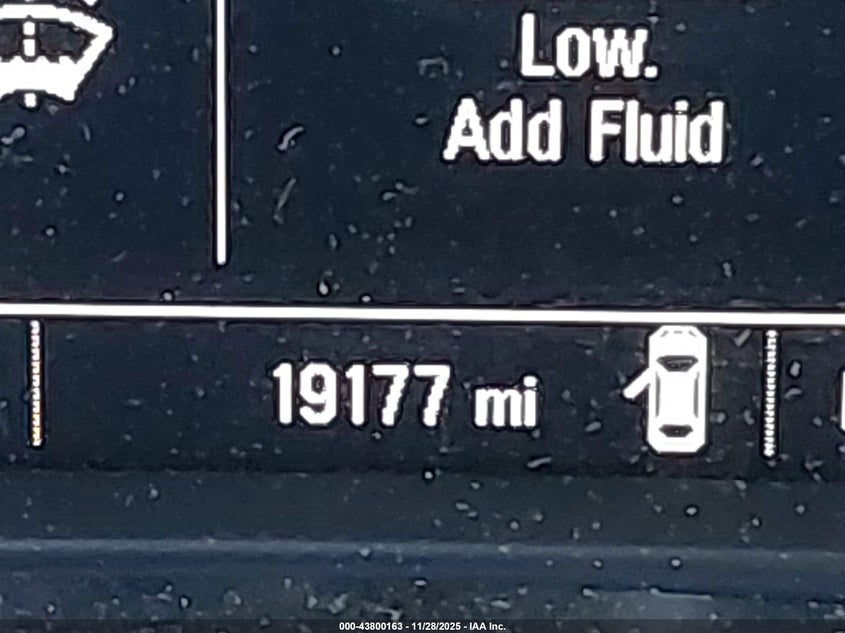 Low.
Add Fluid
19177 mi
000-43800163 - 11/28/2025 - IAA Inc.